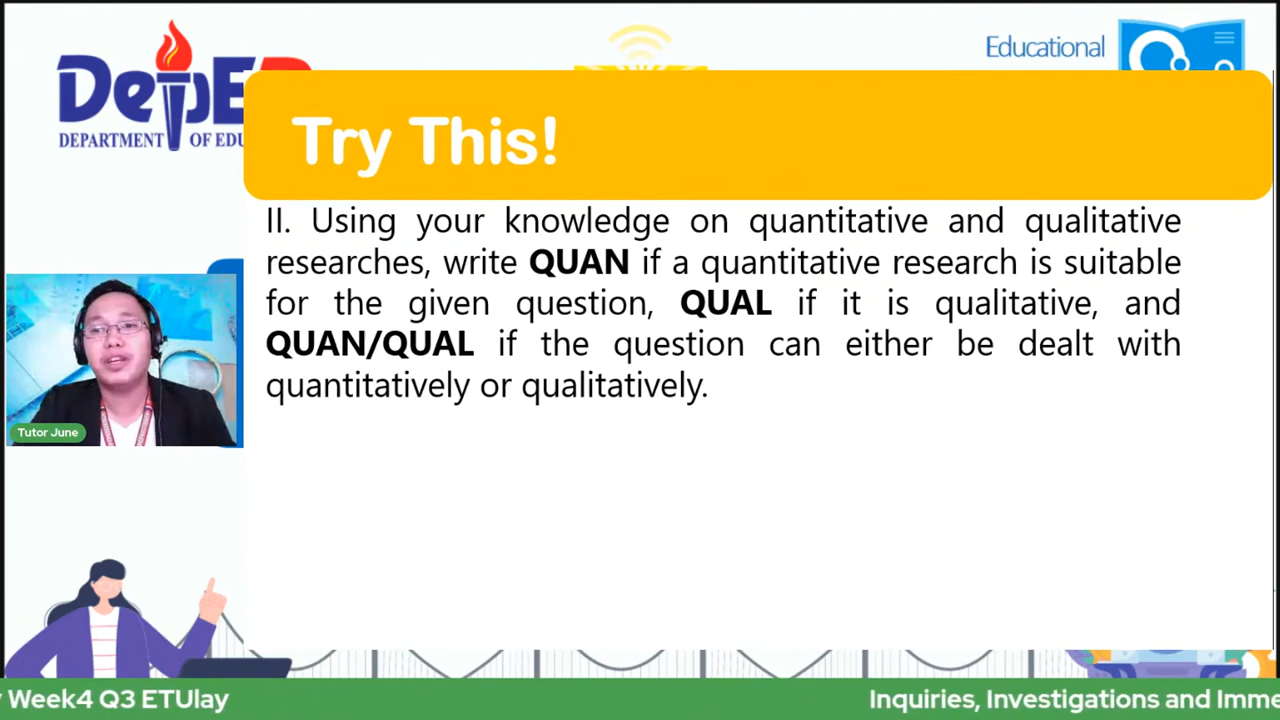 DepE
DEPARTMENT OF EDU
Educational
Try This!
II. Using your knowledge on quantitative and qualitative
researches, write QUAN if a quantitative research is suitable
for the given question, QUAL if it is qualitative, and
QUAN/QUAL if the question can either be dealt with
quantitatively or qualitatively.
Tutor June
Week4 Q3 ETUlay
Inquiries, Investigations and Imme